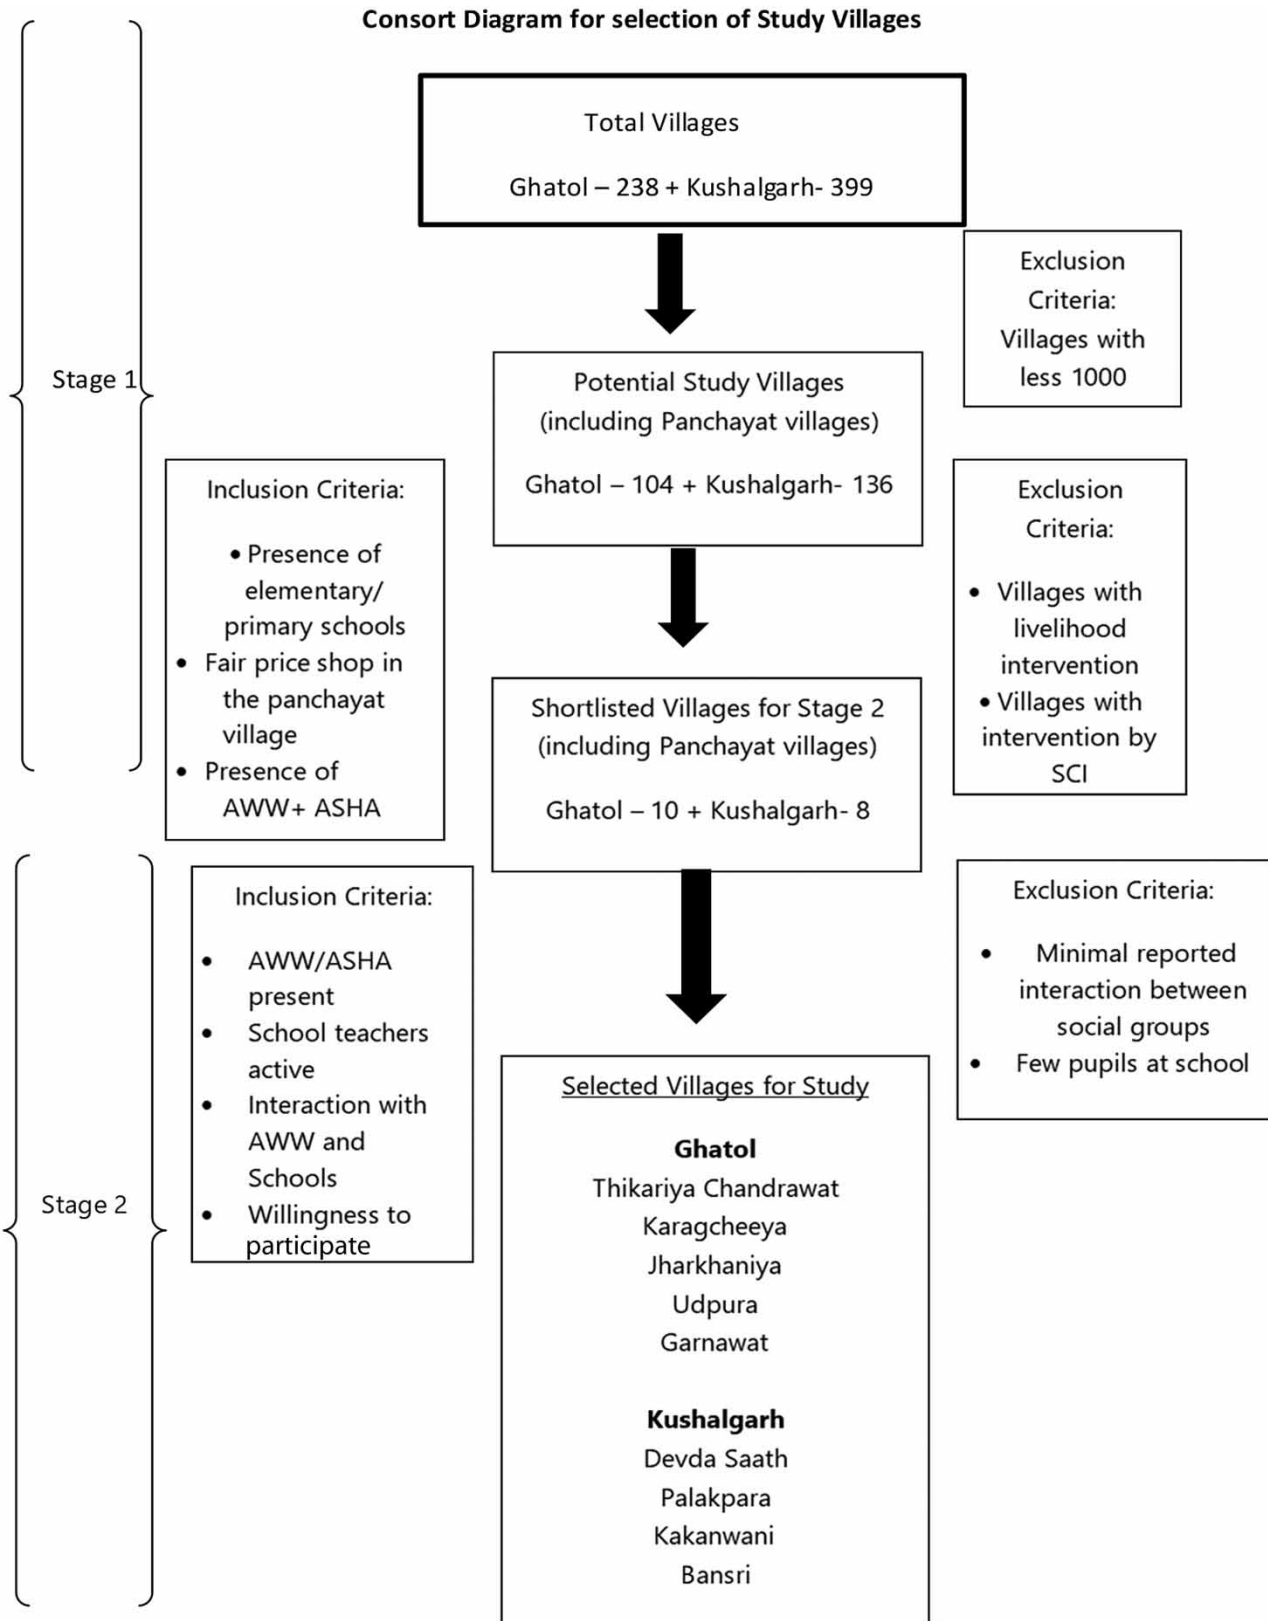 Consort Diagram for selection of Study Villages
Total Villages
Ghatol – 238 + Kushalgarh- 399
Exclusion
Criteria:
Villages with
less 1000
Stage 1
Potential Study Villages
(including Panchayat villages)
Ghatol – 104 + Kushalgarh- 136
Inclusion Criteria:
• Presence of
elementary/
primary schools
• Fair price shop in
the panchayat
village
• Presence of
AWW+ ASHA
Exclusion
Criteria:
• Villages with
livelihood
intervention
• Villages with
intervention by
SCI
Shortlisted Villages for Stage 2
(including Panchayat villages)
Ghatol – 10 + Kushalgarh- 8
Stage 2
Inclusion Criteria:
• AWW/ASHA
present
• School teachers
active
• Interaction with
AWW and
Schools
• Willingness to
participate
Exclusion Criteria:
• Minimal reported
interaction between
social groups
• Few pupils at school
Selected Villages for Study
Ghatol
Thikariya Chandrawat
Karagcheeya
Jharkhaniya
Udpura
Garnawat
Kushalgarh
Devda Saath
Palakpara
Kakanwani
Bansri